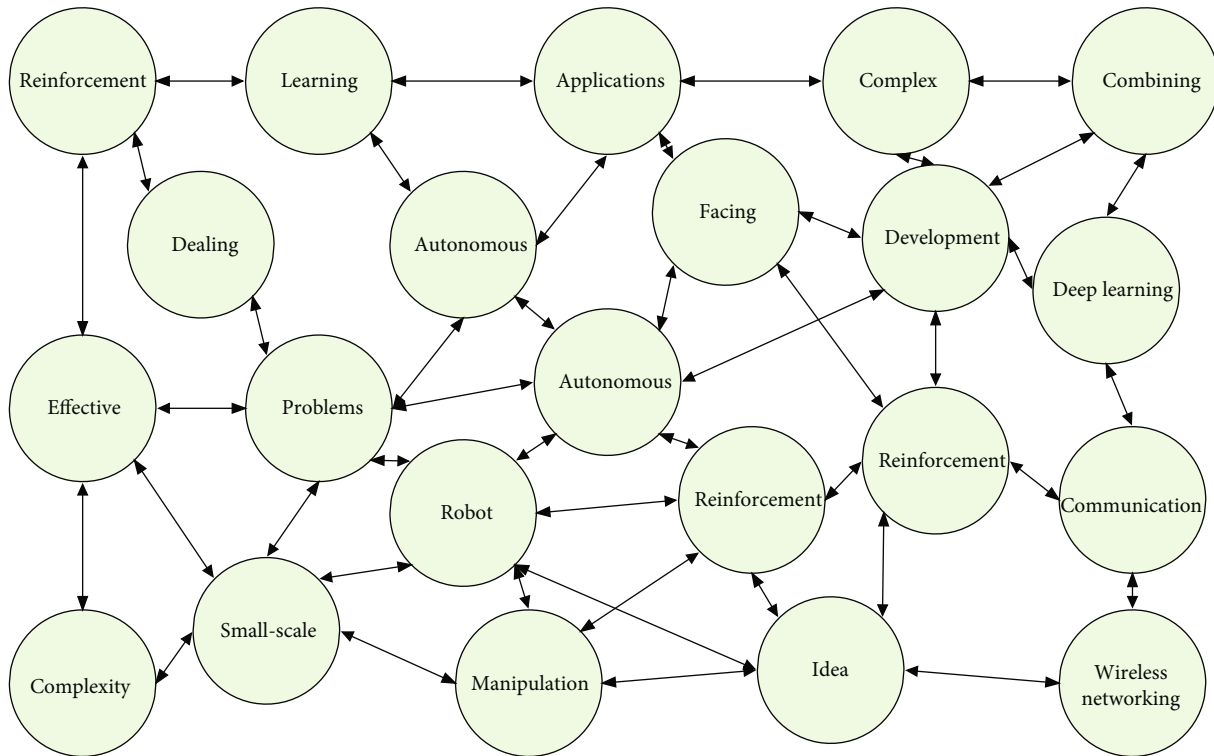 Reinforcement
Learning
Applications
Complex
Combining
Dealing
Autonomous
Facing
Development
Deep learning
Effective
Problems
Autonomous
Robot
Reinforcement
Reinforcement
Communication
Complexity
Small-scale
Manipulation
Idea
Wireless
networking